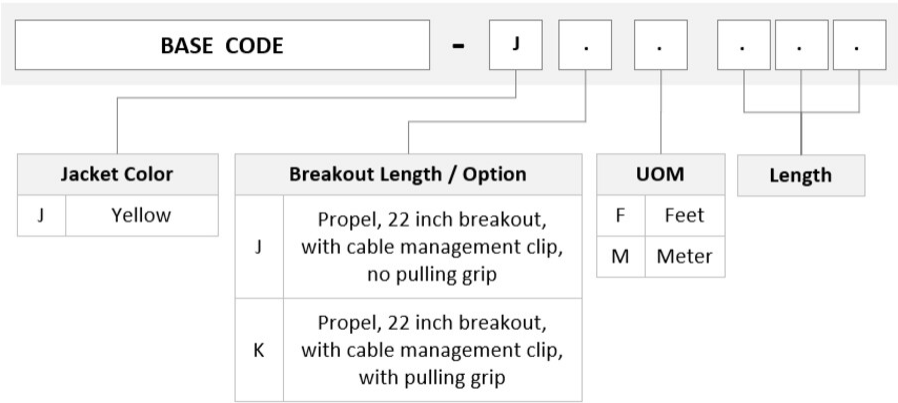 BASE CODE - J . . . . .
Jacket Color
J Yellow
Breakout Length / Option
J Propel, 22 inch breakout,
with cable management clip,
no pulling grip
K Propel, 22 inch breakout,
with cable management clip,
with pulling grip
UOM
F Feet
M Meter
Length